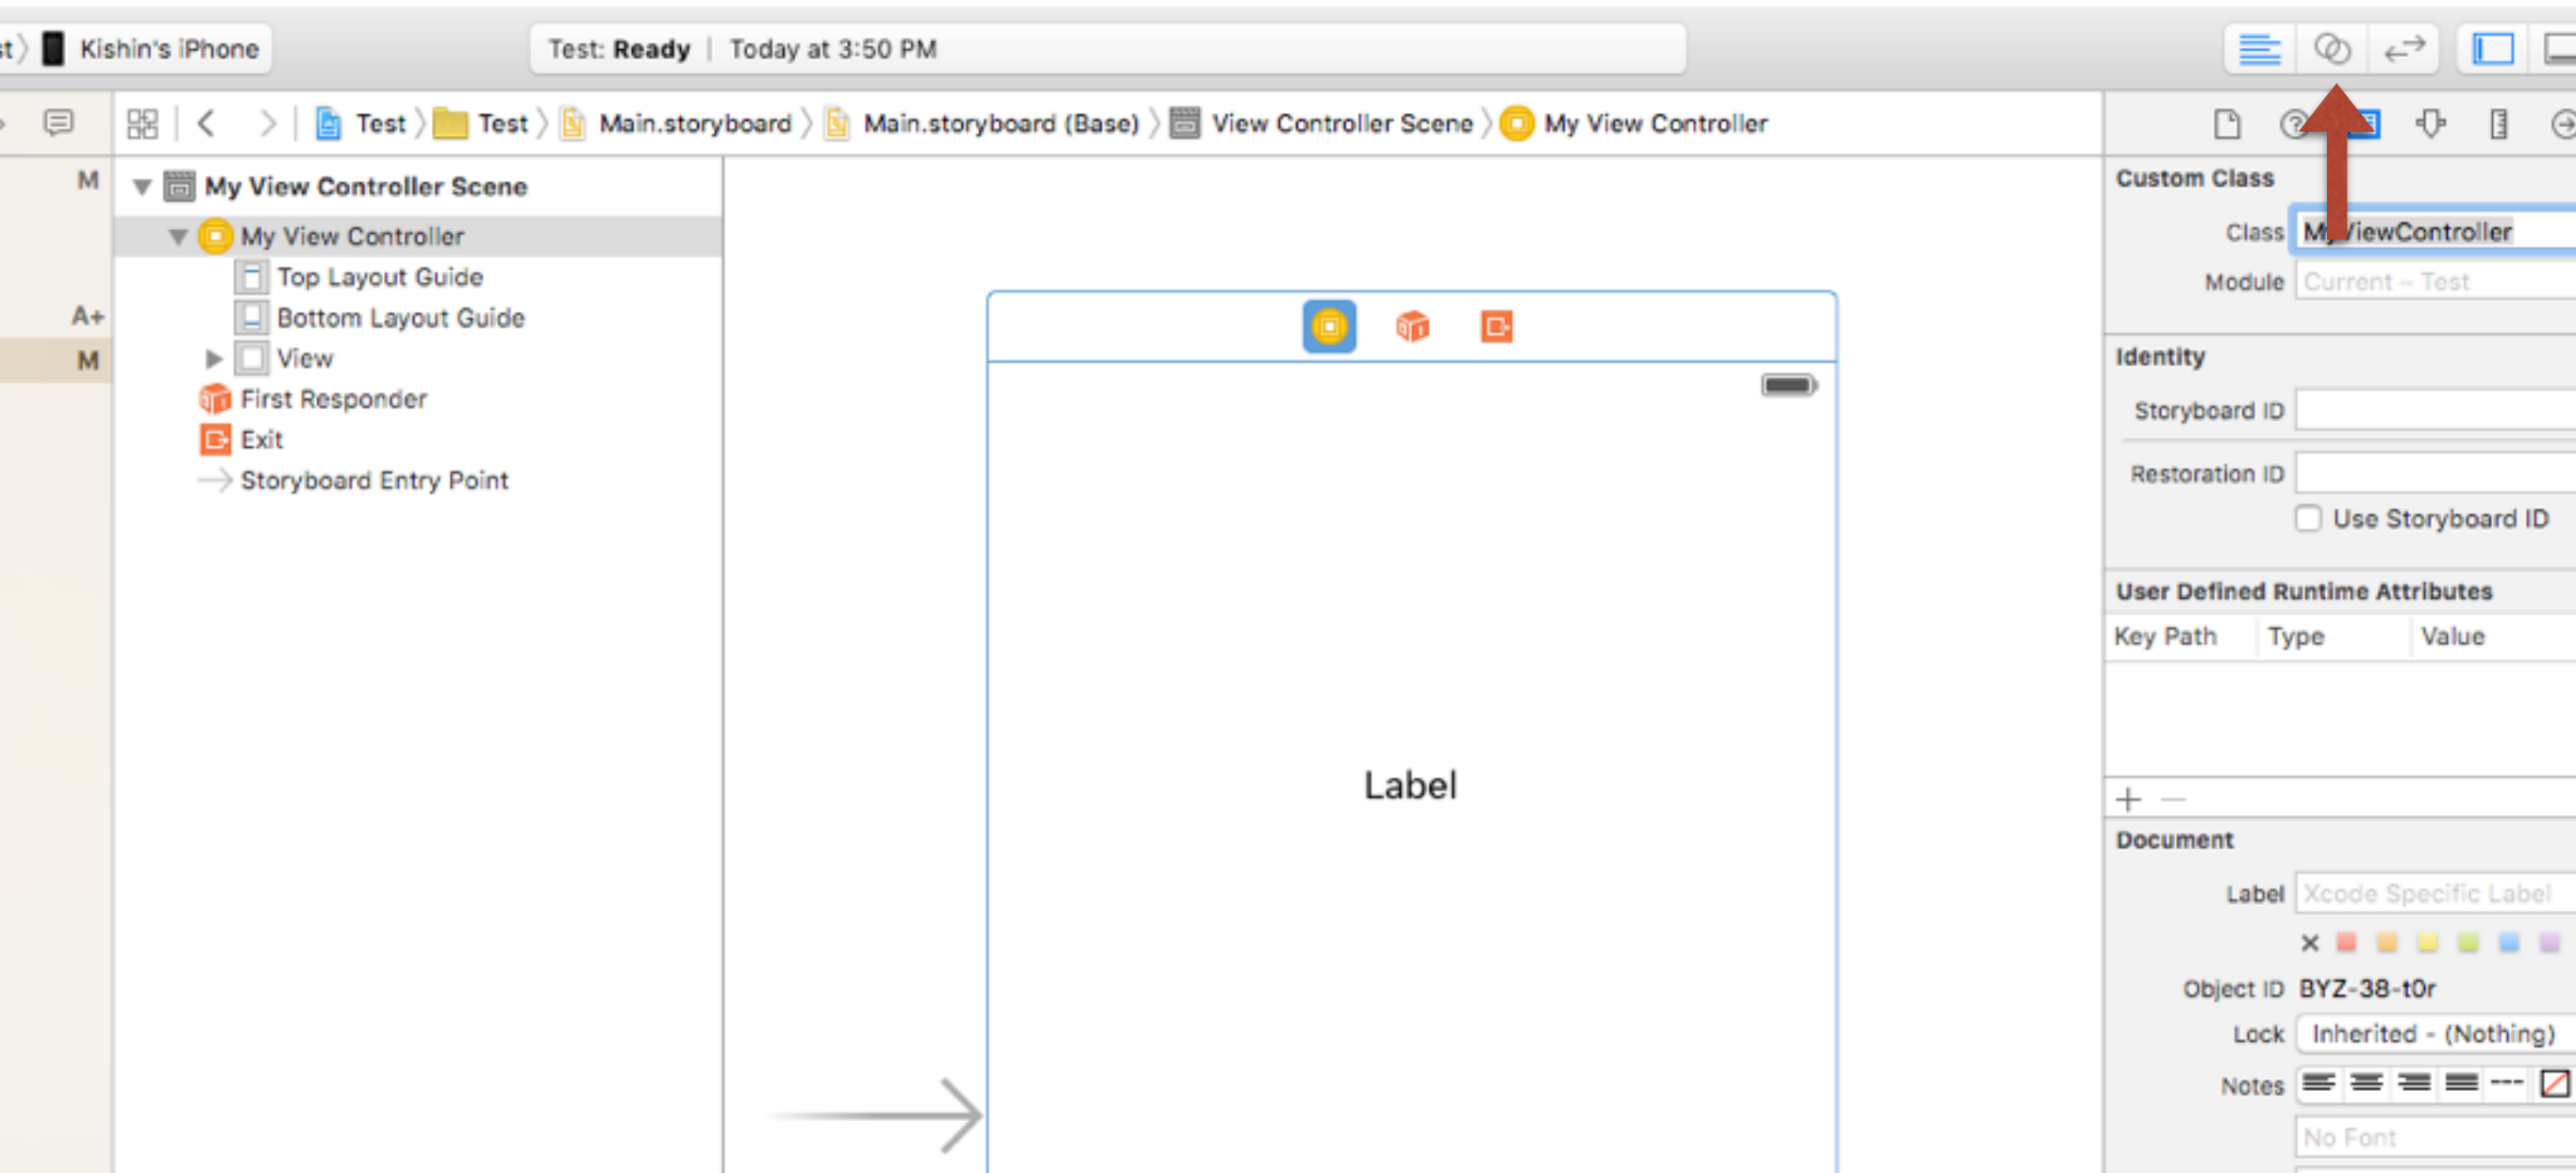 st Kishin's iPhone
Test: Ready | Today at 3:50 PM
Test Test Main.storyboard Main.storyboard (Base) View Controller Scene My View Controller
M
A+
M
My View Controller Scene
My View Controller
Top Layout Guide
Bottom Layout Guide
View
First Responder
Exit
Storyboard Entry Point
Label
Custom Class
Class MyViewController
Module Current – Test
Identity
Storyboard ID
Restoration ID
Use Storyboard ID
User Defined Runtime Attributes
Key Path Type Value
Document
Label Xcode Specific Label
Object ID BYZ-38-t0r
Lock Inherited - (Nothing)
Notes
No Font